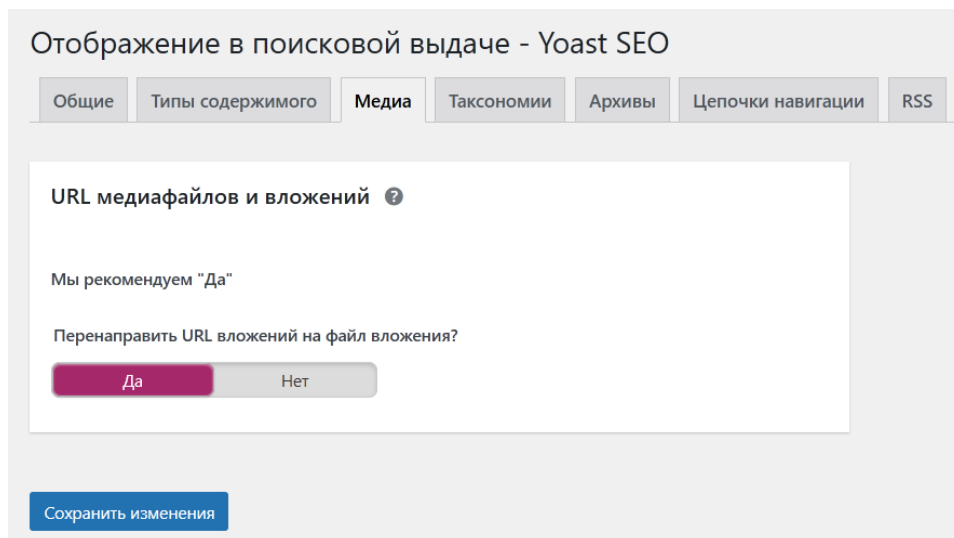 Отображение в поисковой выдаче - Yoast SEO
Общие Типы содержимого Медиа Таксономии Архивы Цепочки навигации RSS
URL медиафайлов и вложений ?
Мы рекомендуем "Да"
Перенаправить URL вложений на файл вложения?
Да Нет
Сохранить изменения